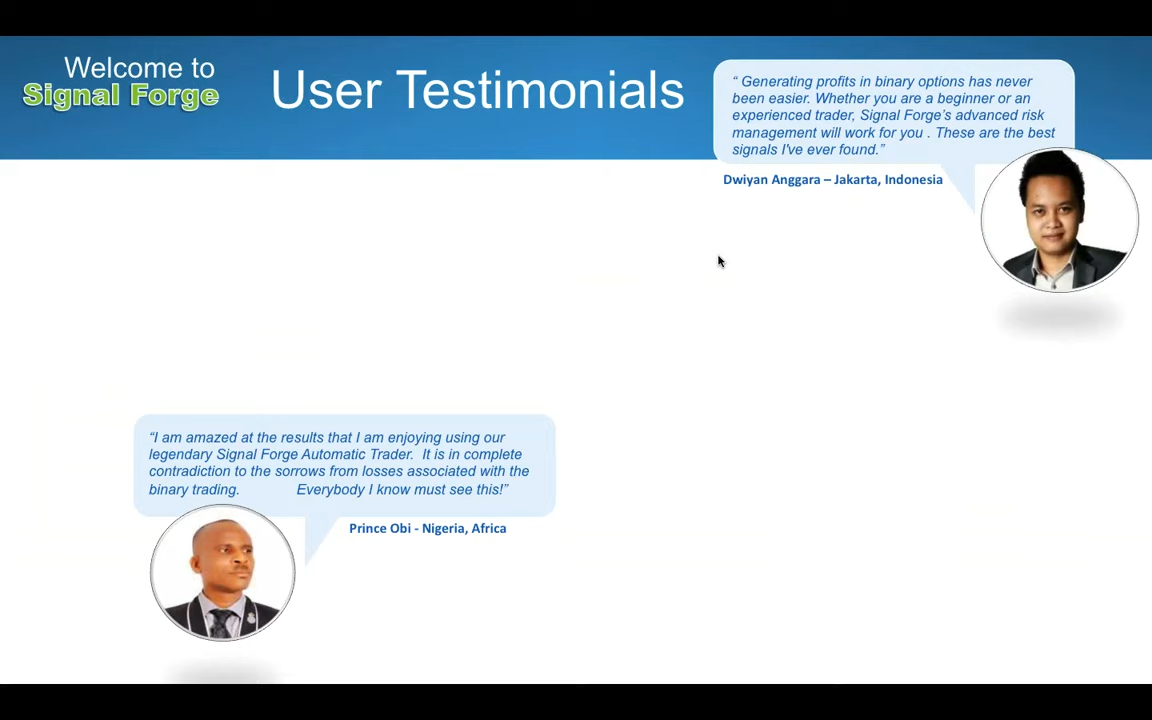 Welcome to
Signal Forge
User Testimonials
“ Generating profits in binary options has never
been easier. Whether you are a beginner or an
experienced trader, Signal Forge’s advanced risk
management will work for you . These are the best
signals I've ever found.”
Dwiyan Anggara – Jakarta, Indonesia
“I am amazed at the results that I am enjoying using our
legendary Signal Forge Automatic Trader. It is in complete
contradiction to the sorrows from losses associated with the
binary trading. Everybody I know must see this!”
Prince Obi - Nigeria, Africa